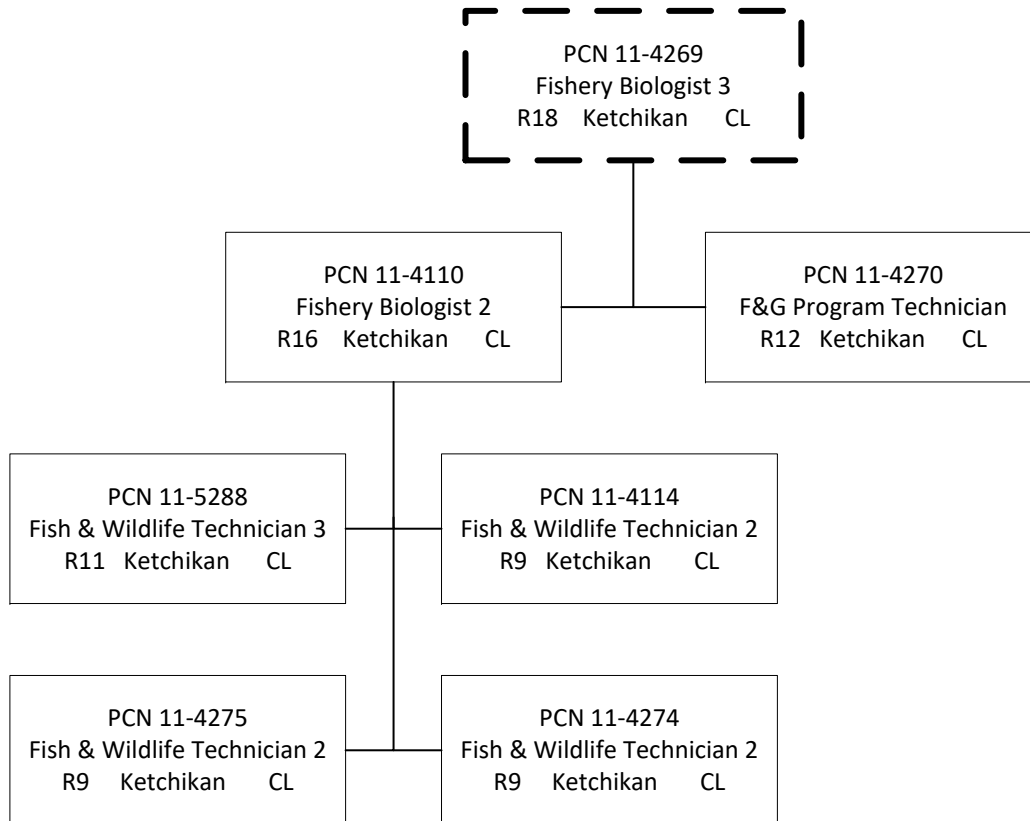 PCN 11-4269
Fishery Biologist 3
R18 Ketchikan CL
PCN 11-4110
Fishery Biologist 2
R16 Ketchikan CL
PCN 11-4270
F&G Program Technician
R12 Ketchikan CL
PCN 11-5288
Fish & Wildlife Technician 3
R11 Ketchikan CL
PCN 11-4114
Fish & Wildlife Technician 2
R9 Ketchikan CL
PCN 11-4275
Fish & Wildlife Technician 2
R9 Ketchikan CL
PCN 11-4274
Fish & Wildlife Technician 2
R9 Ketchikan CL